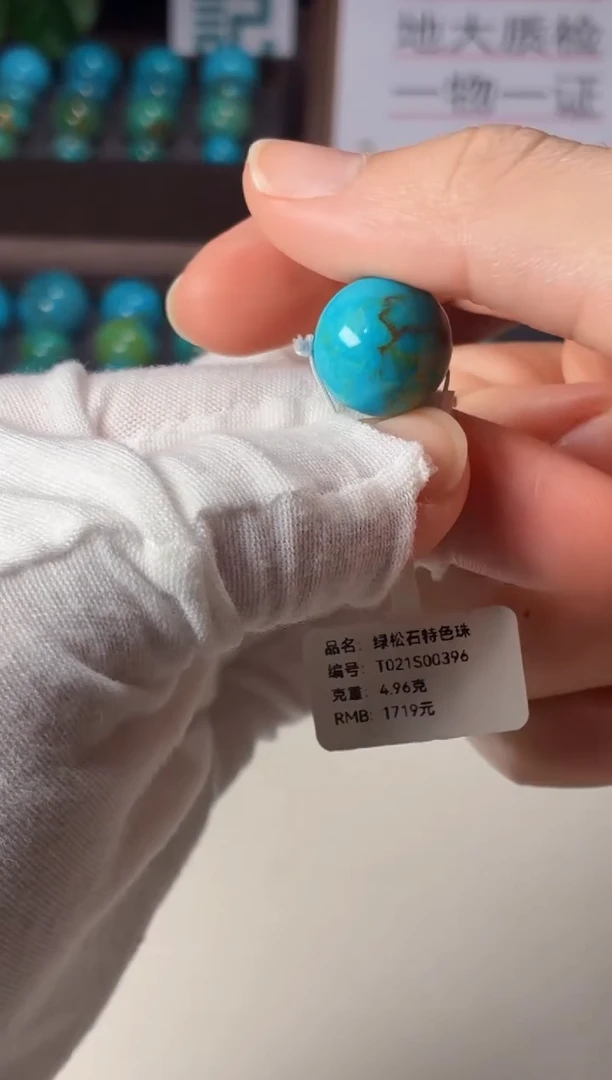 地大质检
一物一证
品名: 绿松石特色珠
编号: T021S00396
克重: 4.96克
RMB: 1719元